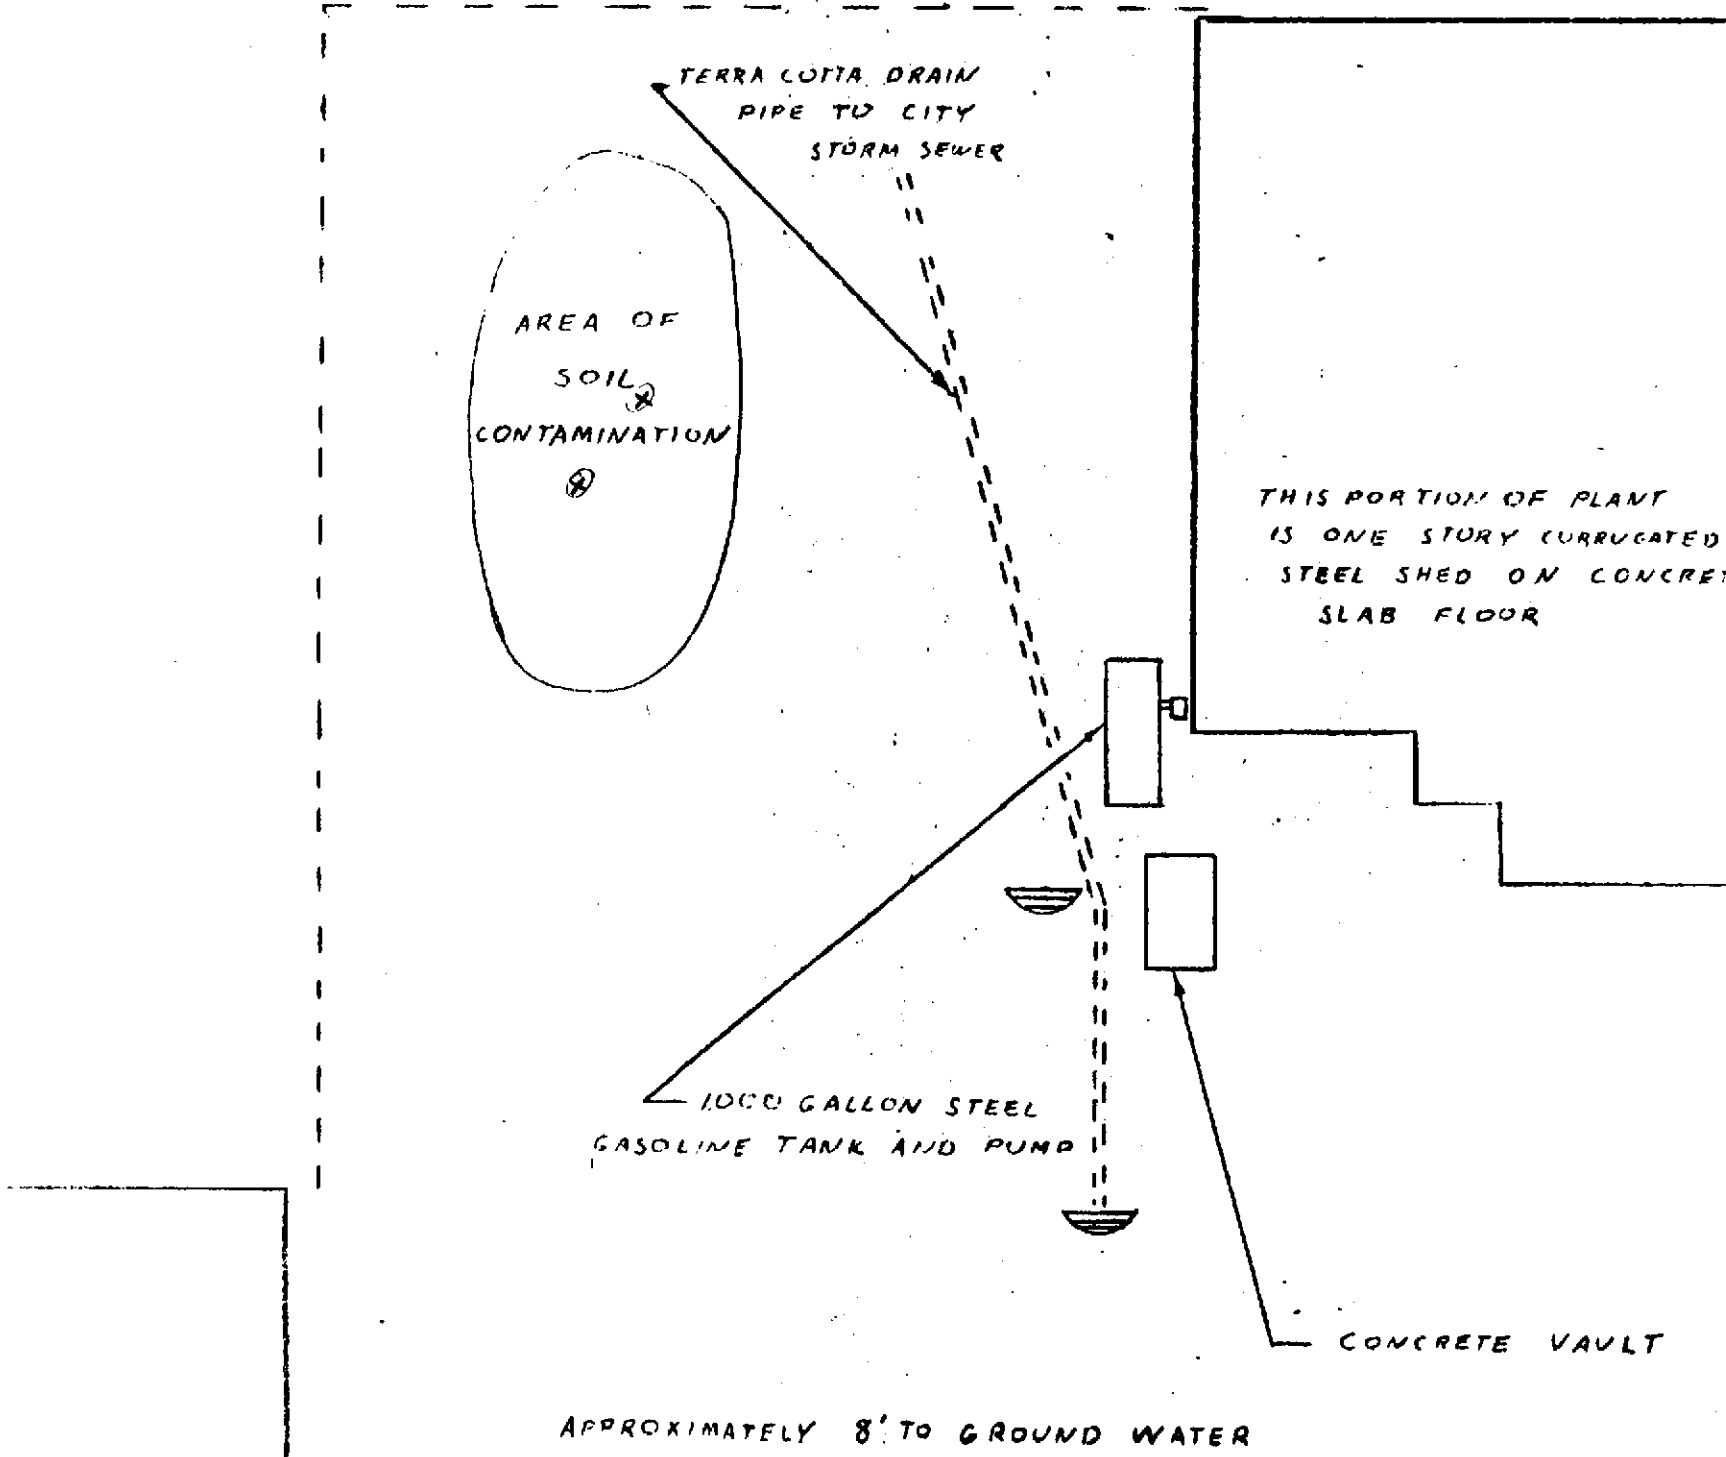 TERRA COTTA DRAIN
PIPE TO CITY
STORM SEWER
AREA OF
SOIL
CONTAMINATION
THIS PORTION OF PLANT
IS ONE STORY CURRUGATED
STEEL SHED ON CONCRET
SLAB FLOOR
1000 GALLON STEEL
GASOLINE TANK AND PUMP
CONCRETE VAULT
APPROXIMATELY 8' TO GROUND WATER